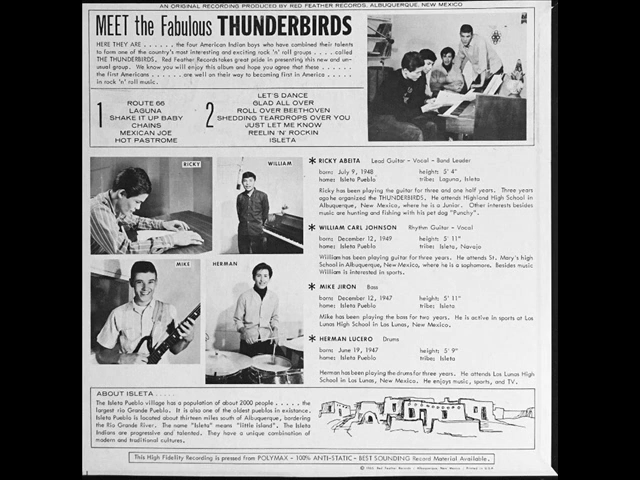 AN ORIGINAL RECORDING PRODUCED BY RED FEATHER RECORDS, ALBUQUERQUE, NEW MEXICO
MEET the Fabulous THUNDERBIRDS
HERE THEY ARE . . . . . . the four American Indian boys who have combined their talents
to form one of the country's most interesting and exciting rock 'n' roll groups . . . . . called
THE THUNDERBIRDS. Red Feather Records takes great pride in presenting this new and un-
usual group. We know you will enjoy this album and hope you agree that these . . . . . .
the first Americans . . . . . . . are well on their way to becoming first in America . . . . .
in rock 'n' roll music.
1
ROUTE 66
LAGUNA
SHAKE IT UP BABY
CHAINS
MEXICAN JOE
HOT PASTROME
2
LET'S DANCE
GLAD ALL OVER
ROLL OVER BEETHOVEN
SHEDDING TEARDROPS OVER YOU
JUST LET ME KNOW
REELIN 'N' ROCKIN
ISLETA
RICKY
WILLIAM
MIKE
HERMAN
* RICKY ABEITA Lead Guitar - Vocal - Band Leader
born: July 9, 1948 height: 5' 4"
home: Isleta Pueblo tribe: Laguna, Isleta
Ricky has been playing the guitar for three and one half years. Three years
ago he organized the THUNDERBIRDS. He attends Highland High School in
Albuquerque, New Mexico, where he is a Junior. Other interests besides
music are hunting and fishing with his pet dog "Punchy".
* WILLIAM CARL JOHNSON Rhythm Guitar - Vocal
born: December 12, 1949 height: 5' 11"
home: Isleta Pueblo tribe: Isleta, Navajo
William has been playing guitar for three years. He attends St. Mary's high
School in Albuquerque, New Mexico, where he is a sophomore. Besides music
William is interested in sports.
* MIKE JIRON Bass
born: December 12, 1947 height: 5' 11"
home: Isleta Pueblo tribe: Isleta
Mike has been playing the bass for two years. He is active in sports at Los
Lunas High School in Los Lunas, New Mexico.
* HERMAN LUCERO Drums
born: June 19, 1947 height: 5' 9"
home: Isleta Pueblo tribe: Isleta
Herman has been playing the drums for three years. He attends Los Lunas High
School in Los Lunas, New Mexico. He enjoys music, sports, and TV.
ABOUT ISLETA . . . . .
The Isleta Pueblo village has a population of about 2000 people . . . . . the
largest rio Grande Pueblo. It is also one of the oldest pueblos in existance.
Isleta Pueblo is located about thirteen miles south of Albuquerque, bordering
the Rio Grande River. The name "Isleta" means "little island". The Isleta
Indians are progressive and talented. They have a unique combination of
modern and traditional cultures.
This High Fidelity Recording is pressed from POLYMAX - 100% ANTI-STATIC - BEST SOUNDING Record Material Available.
Red Feather Records - Albuquerque, New Mexico - Printed in U.S.A.